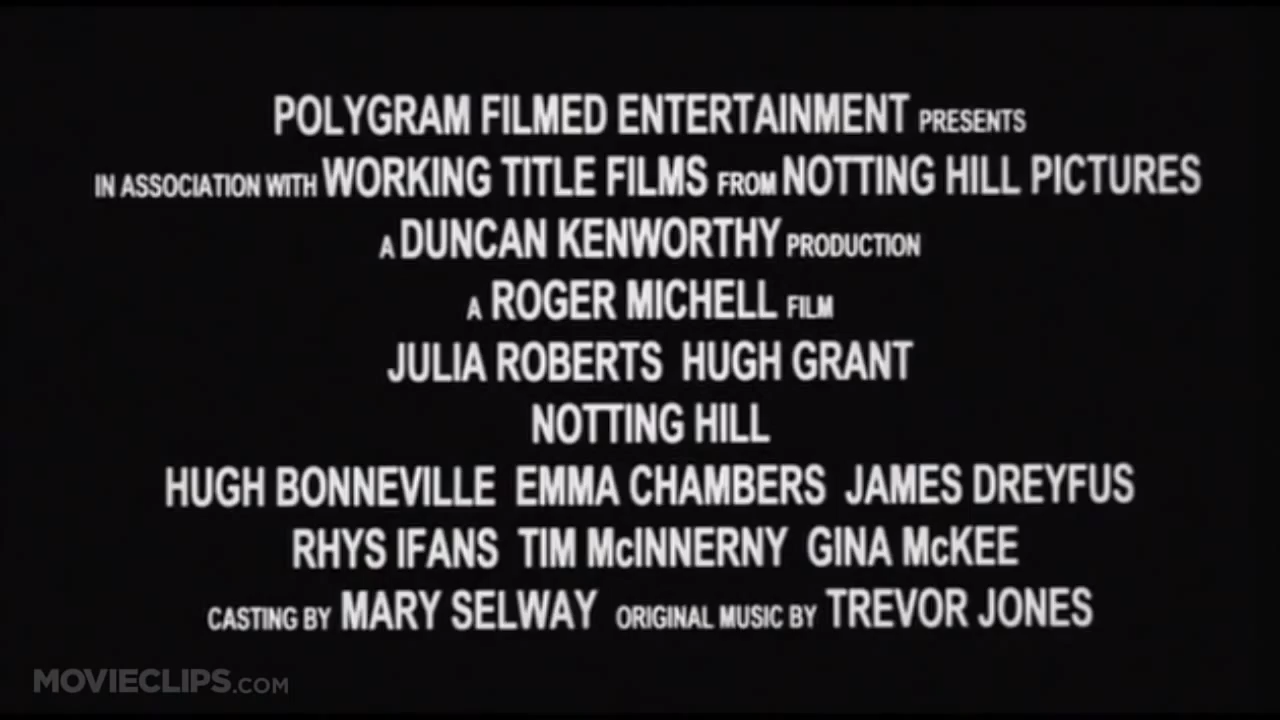 POLYGRAM FILMED ENTERTAINMENT PRESENTS
IN ASSOCIATION WITH WORKING TITLE FILMS FROM NOTTING HILL PICTURES
A DUNCAN KENWORTHY PRODUCTION
A ROGER MICHELL FILM
JULIA ROBERTS HUGH GRANT
NOTTING HILL
HUGH BONNEVILLE EMMA CHAMBERS JAMES DREYFUS
RHYS IFANS TIM McINNERNY GINA McKEE
CASTING BY MARY SELWAY ORIGINAL MUSIC BY TREVOR JONES
MOVIECLIPS.COM